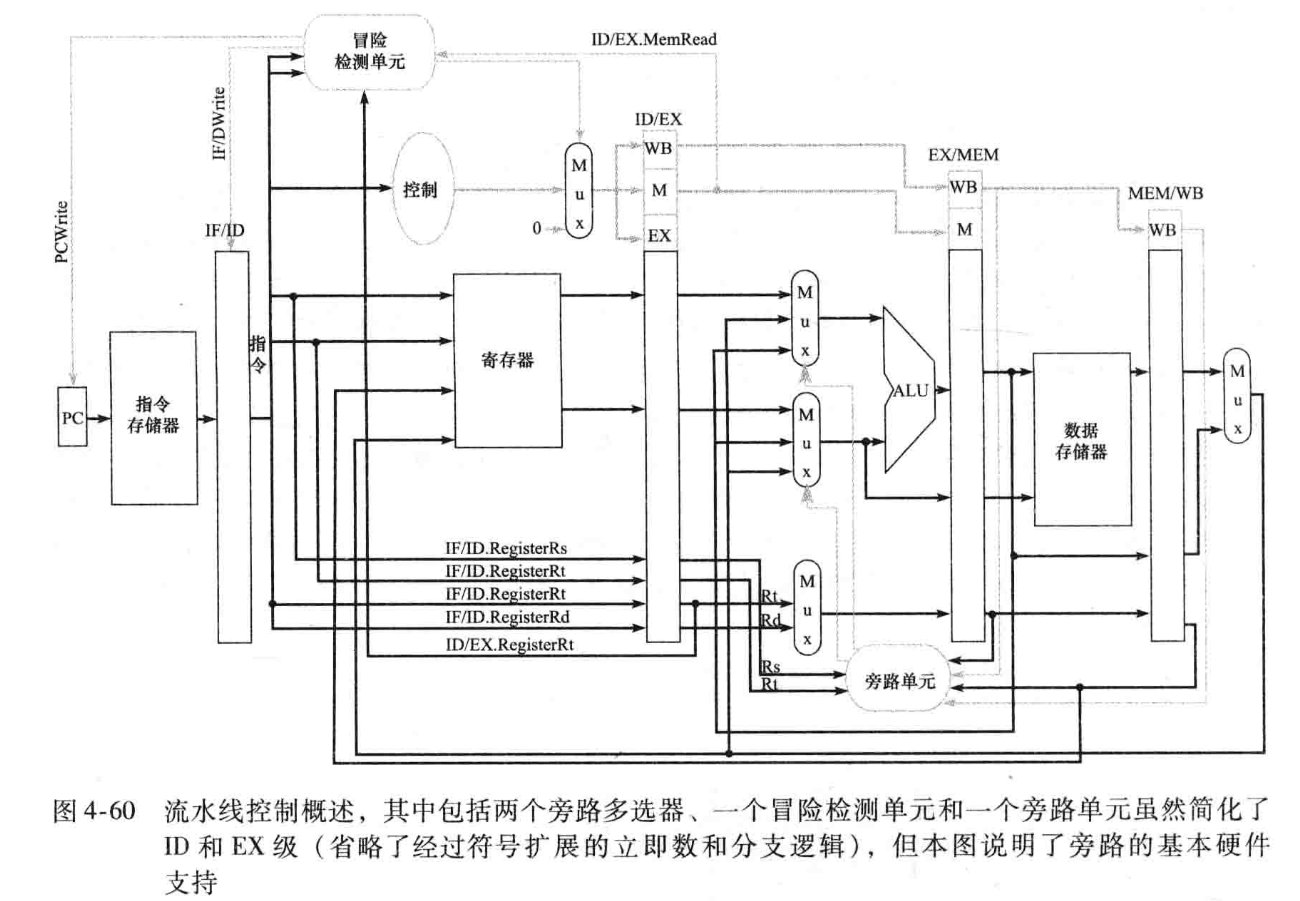 冒险
检测单元
ID/EX.MemRead
PCWrite
IF/DWrite
IF/ID
指令
控制
0
M
u
x
ID/EX
WB
M
EX
EX/MEM
WB
M
MEM/WB
WB
PC
指令
存储器
寄存器
M
u
x
M
u
x
ALU
数据
存储器
M
u
x
IF/ID.RegisterRs
IF/ID.RegisterRt
IF/ID.RegisterRt
IF/ID.RegisterRd
ID/EX.RegisterRt
Rt
Rd
M
u
x
Rs
Rt
旁路单元
图 4-60 流水线控制概述，其中包括两个旁路多选器、一个冒险检测单元和一个旁路单元虽然简化了
ID 和 EX 级（省略了经过符号扩展的立即数和分支逻辑），但本图说明了旁路的基本硬件
支持